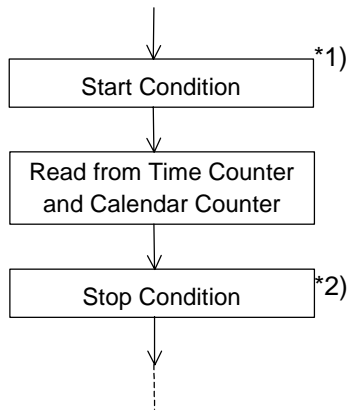 *1)
Start Condition
Read from Time Counter
and Calendar Counter
*2)
Stop Condition